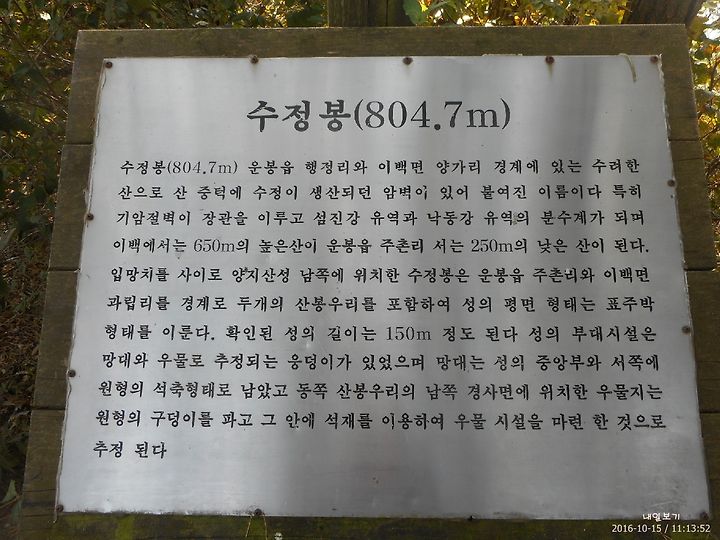 수정봉(804.7m)
수정봉(804.7m) 운봉읍 행정리와 이백면 양가리 경계에 있는 수려한
산으로 산 중턱에 수정이 생산되던 암벽이 있어 붙여진 이름이다 특히
기암절벽이 장관을 이루고 섬진강 유역과 낙동강 유역의 분수계가 되며
이백에서는 650m의 높은산이 운봉읍 주촌리 서는 250m의 낮은 산이 된다.
입망치를 사이로 양지산성 남쪽에 위치한 수정봉은 운봉읍 주촌리와 이백면
과립리를 경계로 두개의 산봉우리를 포함하여 성의 평면 형태는 표주박
형태를 이룬다. 확인된 성의 길이는 150m 정도 된다 성의 부대시설은
망대와 우물로 추정되는 웅덩이가 있었으며 망대는 성의 중앙부와 서쪽에
원형의 석축형태로 남았고 동쪽 산봉우리의 남쪽 경사면에 위치한 우물지는
원형의 구덩이를 파고 그 안에 석재를 이용하여 우물 시설을 마련 한 것으로
추정 된다
내일보기
2016-10-15 / 11:13:52